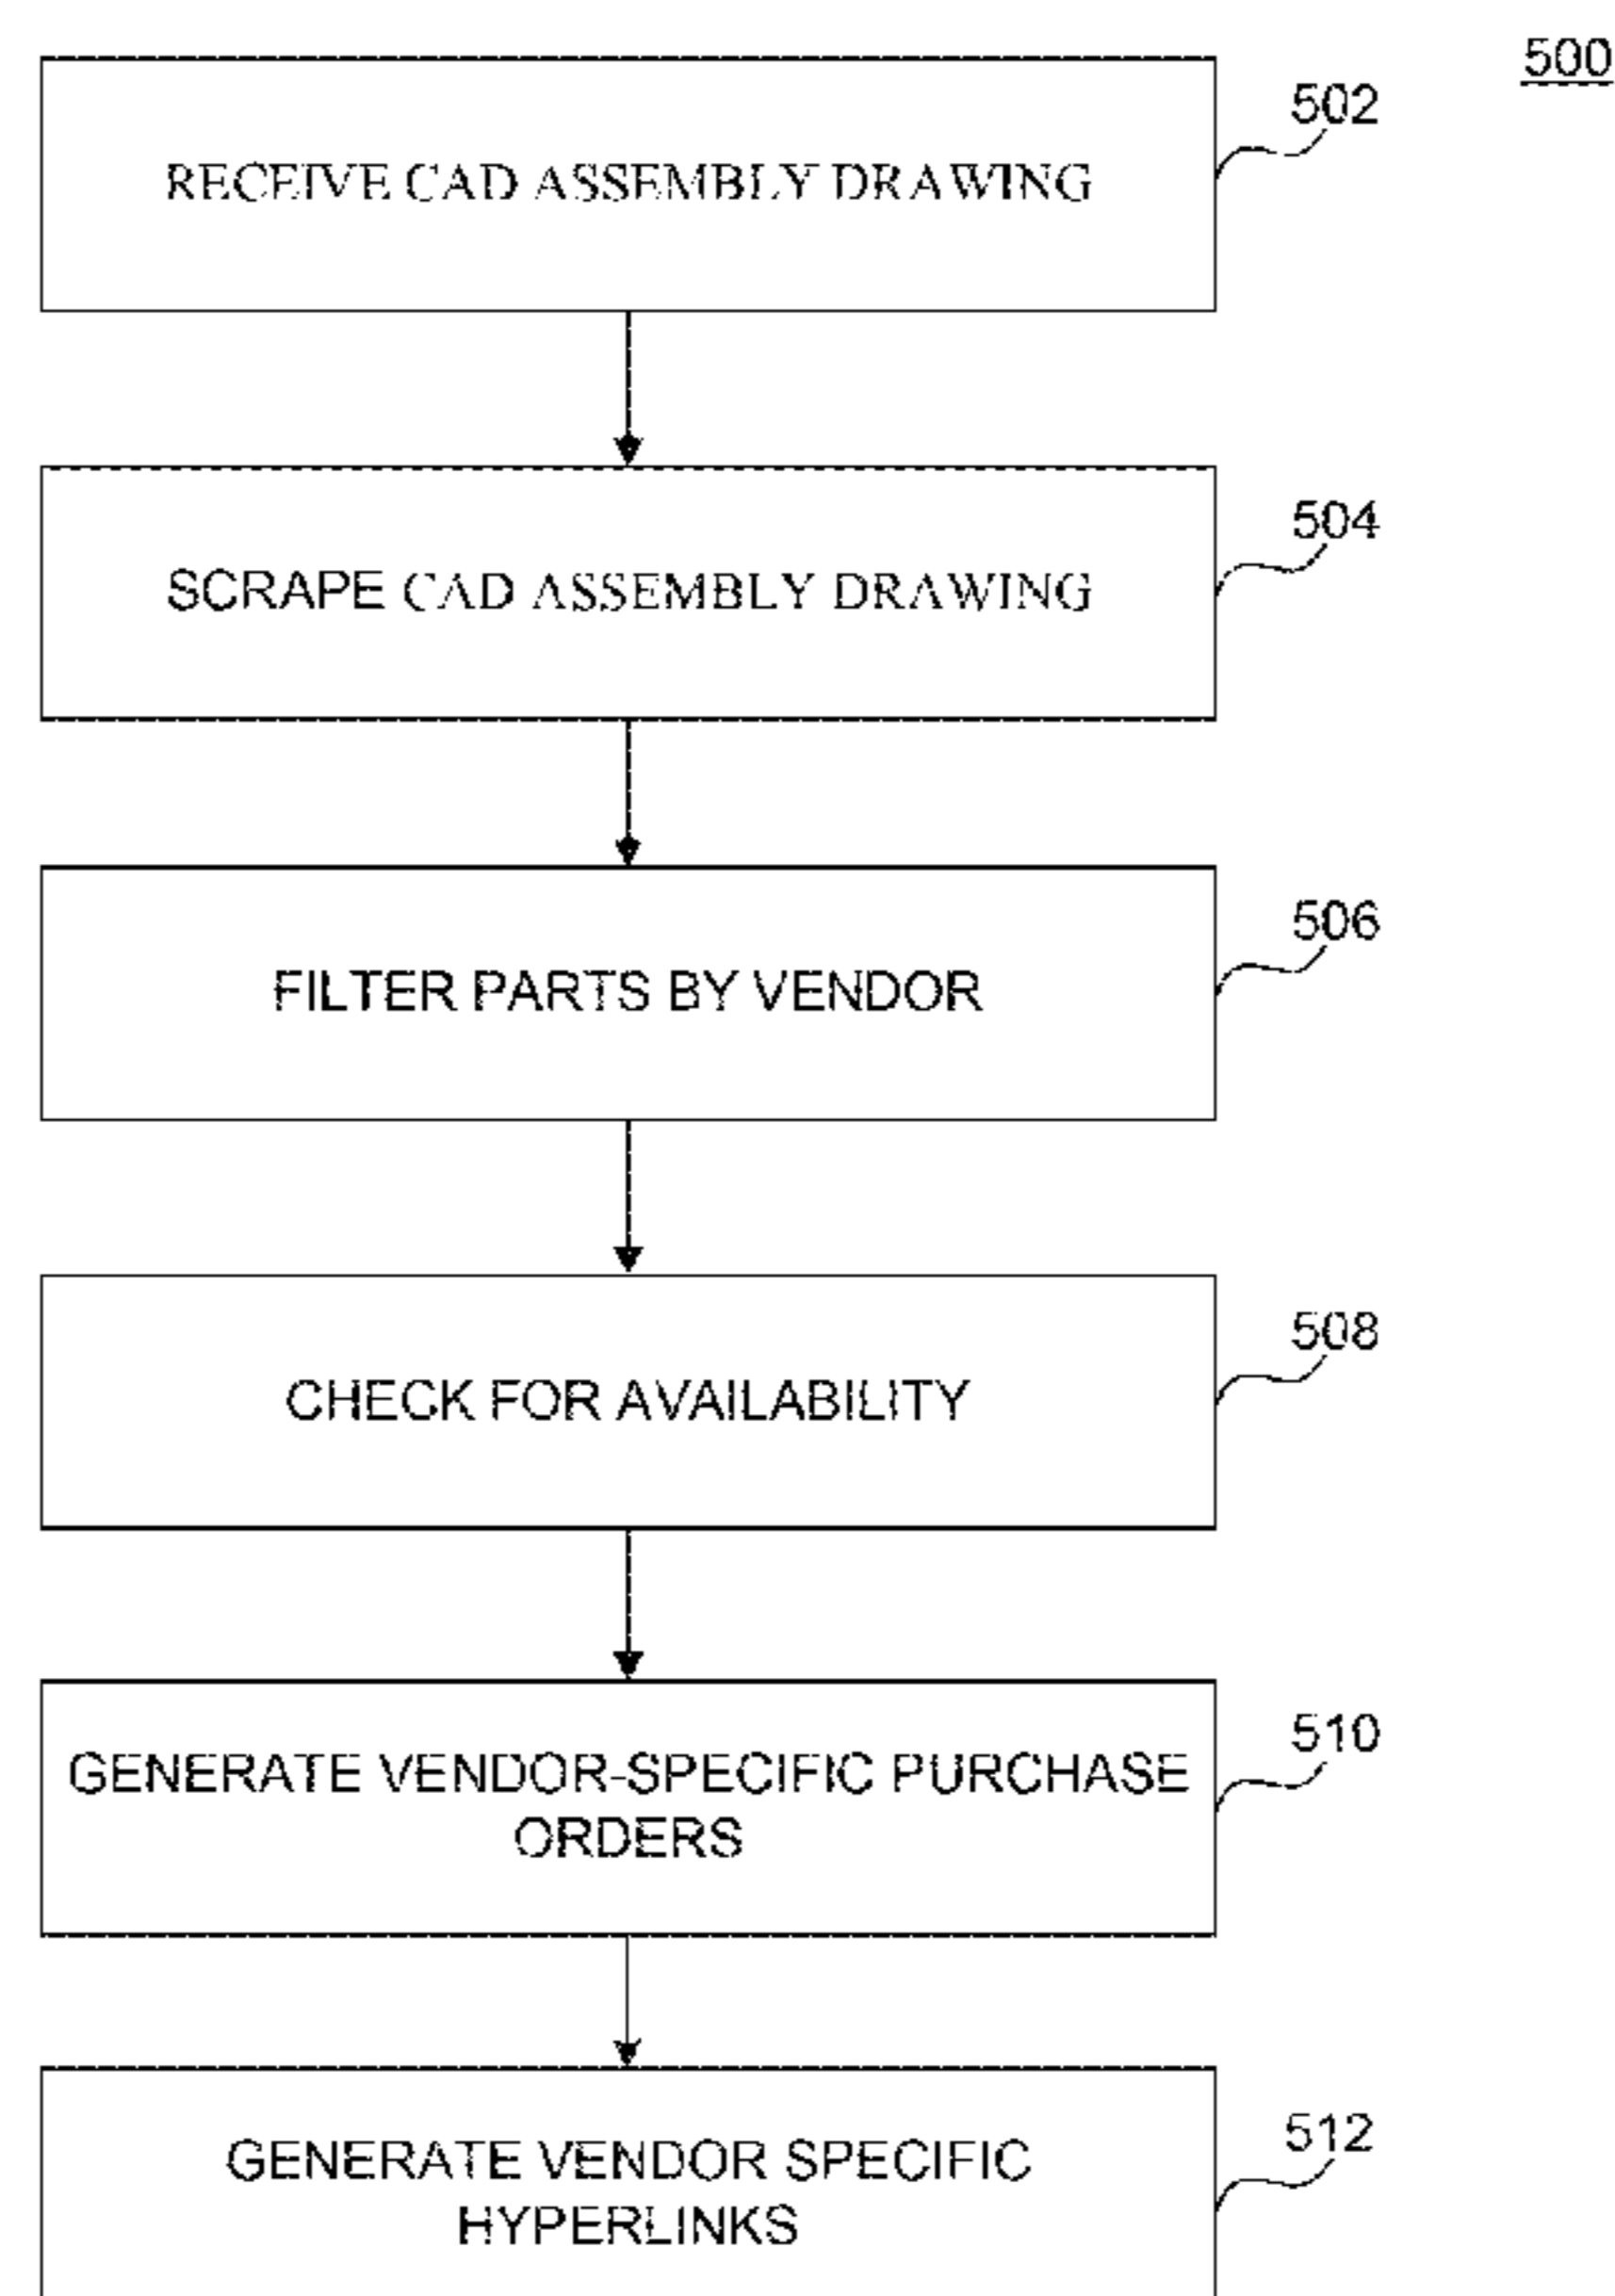 500
502
RECEIVE CAD ASSEMBLY DRAWING
504
SCRAPE CAD ASSEMBLY DRAWING
506
FILTER PARTS BY VENDOR
508
CHECK FOR AVAILABILITY
510
GENERATE VENDOR-SPECIFIC PURCHASE
ORDERS
512
GENERATE VENDOR SPECIFIC
HYPERLINKS